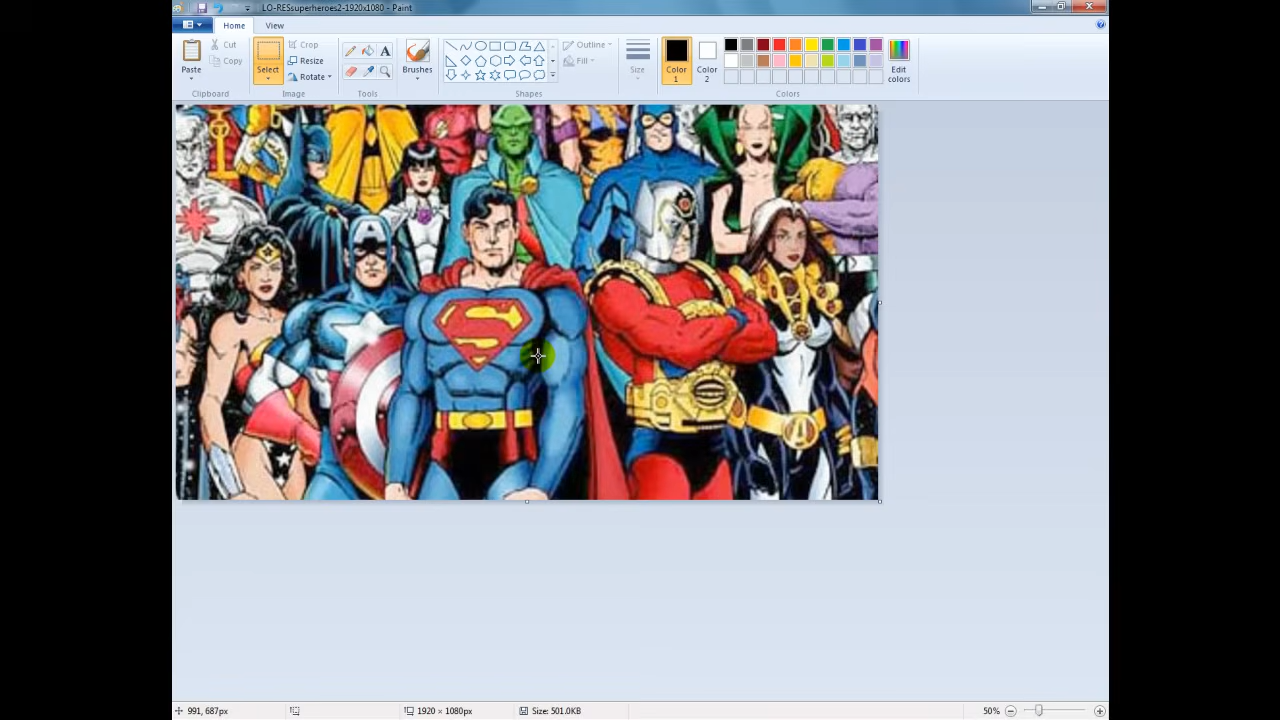 LO-RESsuperheroes2-1920x1080 - Paint
Home View
Paste
Cut
Copy
Clipboard
Select
Crop
Resize
Rotate
Image
A
Tools
Brushes
Outline
Fill
Shapes
Size
Color
1
Color
2
Edit
colors
Colors
S
A
A
991, 687px
1920 × 1080px
Size: 501.0KB
50%